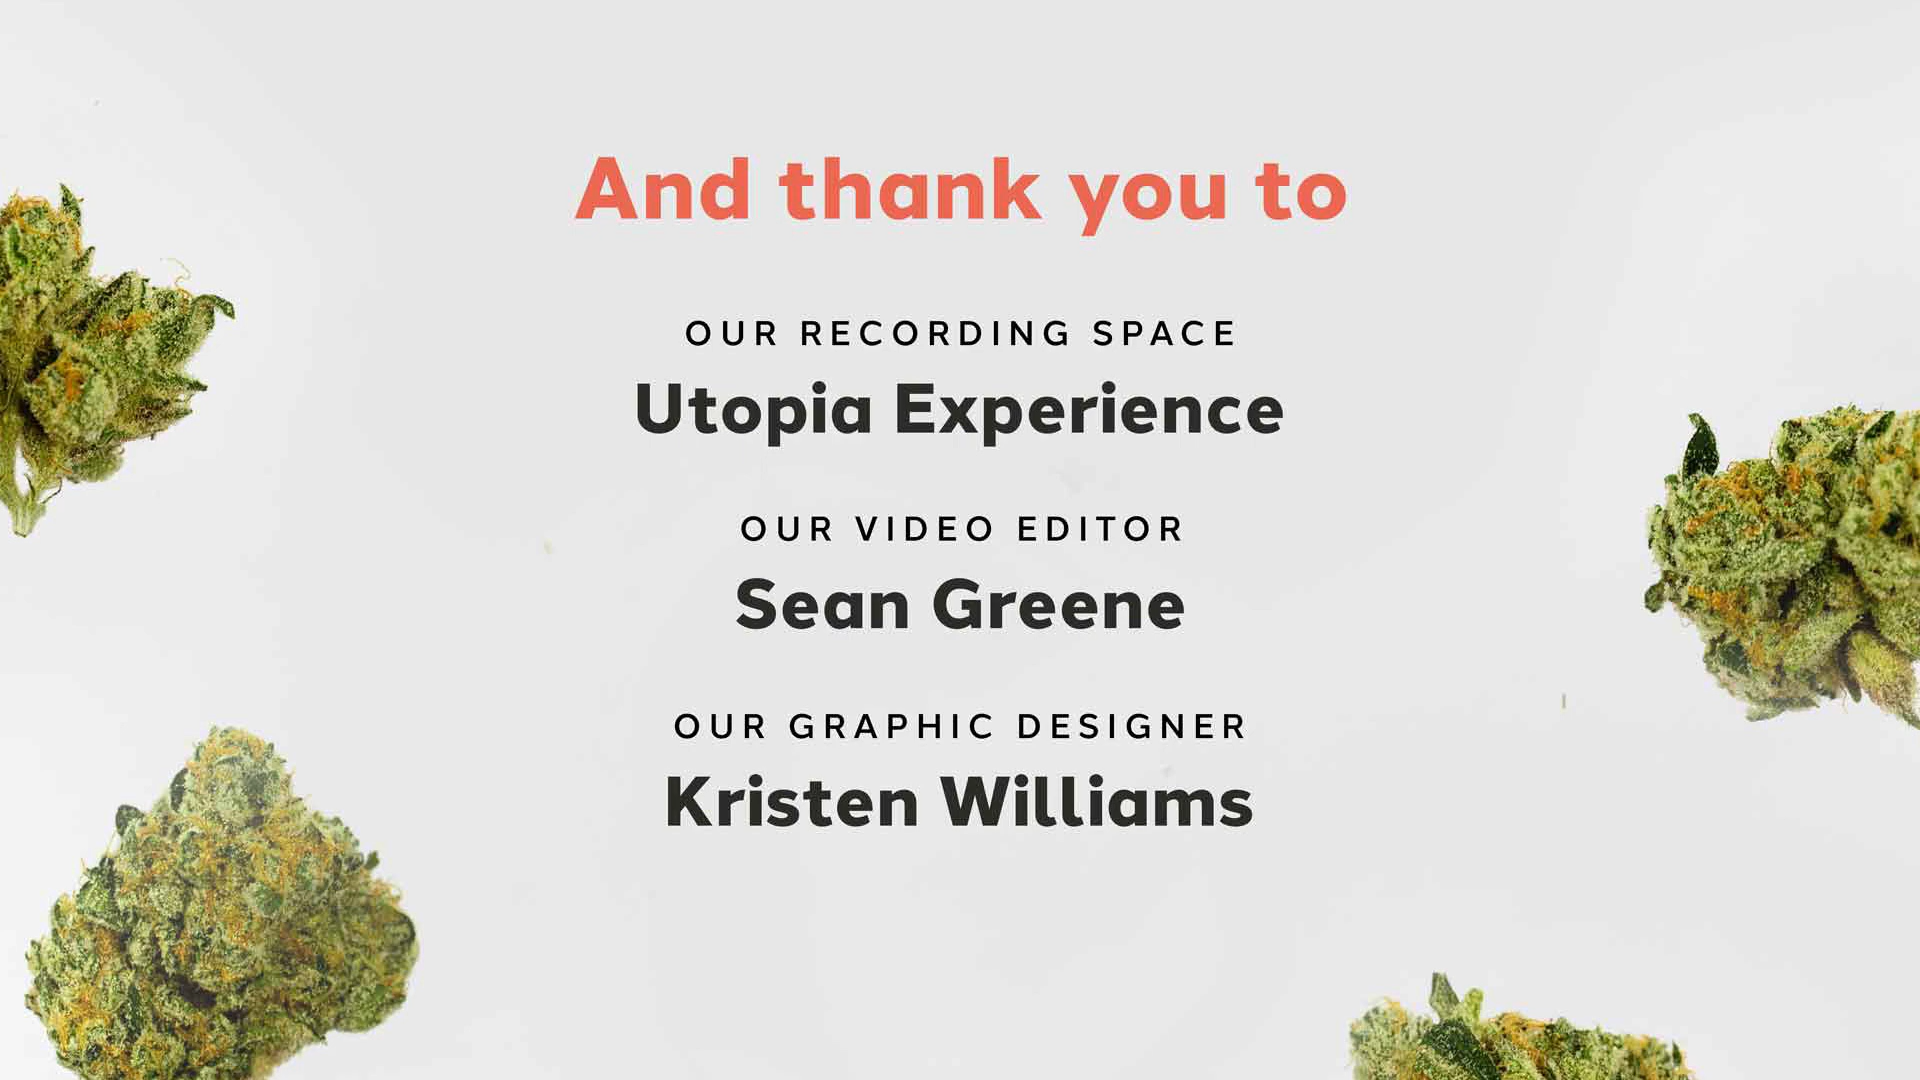 And thank you to
OUR RECORDING SPACE
Utopia Experience
OUR VIDEO EDITOR
Sean Greene
OUR GRAPHIC DESIGNER
Kristen Williams